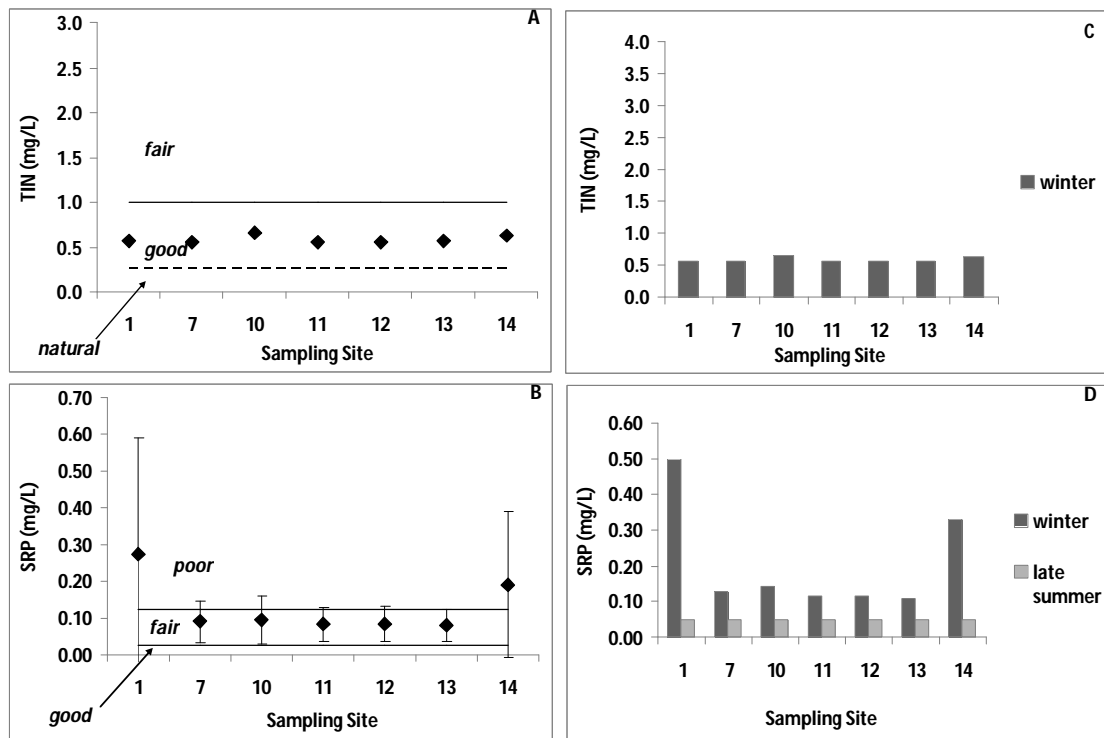 A
3.0
2.5
2.0
1.5
1.0
0.5
0.0
TIN (mg/L)
fair
good
natural
1 7 10 11 12 13 14
Sampling Site
C
4.0
3.5
3.0
2.5
2.0
1.5
1.0
0.5
0.0
TIN (mg/L)
winter
1 7 10 11 12 13 14
Sampling Site
B
0.70
0.60
0.50
0.40
0.30
0.20
0.10
0.00
SRP (mg/L)
poor
fair
good
1 7 10 11 12 13 14
Sampling Site
D
0.60
0.50
0.40
0.30
0.20
0.10
0.00
SRP (mg/L)
winter
late
summer
1 7 10 11 12 13 14
Sampling Site